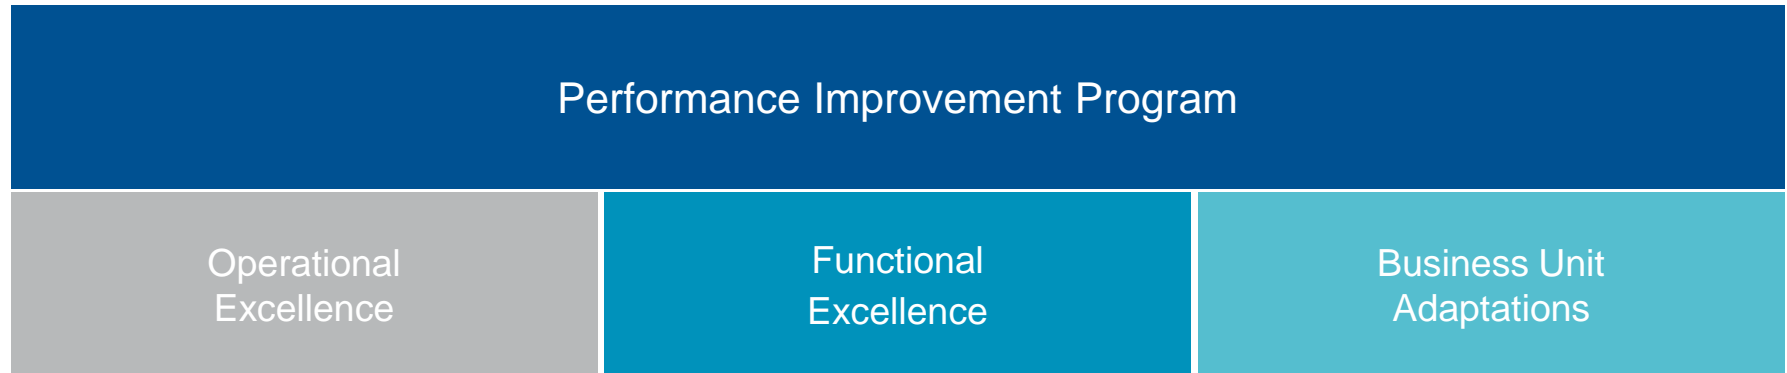 Performance Improvement Program
Operational
Excellence
Functional
Excellence
Business Unit
Adaptations